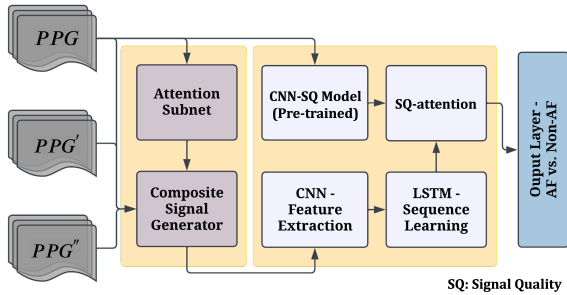 PPG
PPG′
PPG″
Attention
Subnet
Composite
Signal
Generator
CNN-SQ Model
(Pre-trained)
SQ-attention
CNN -
Feature
Extraction
LSTM -
Sequence
Learning
Ouput Layer -
AF vs. Non-AF
SQ: Signal Quality